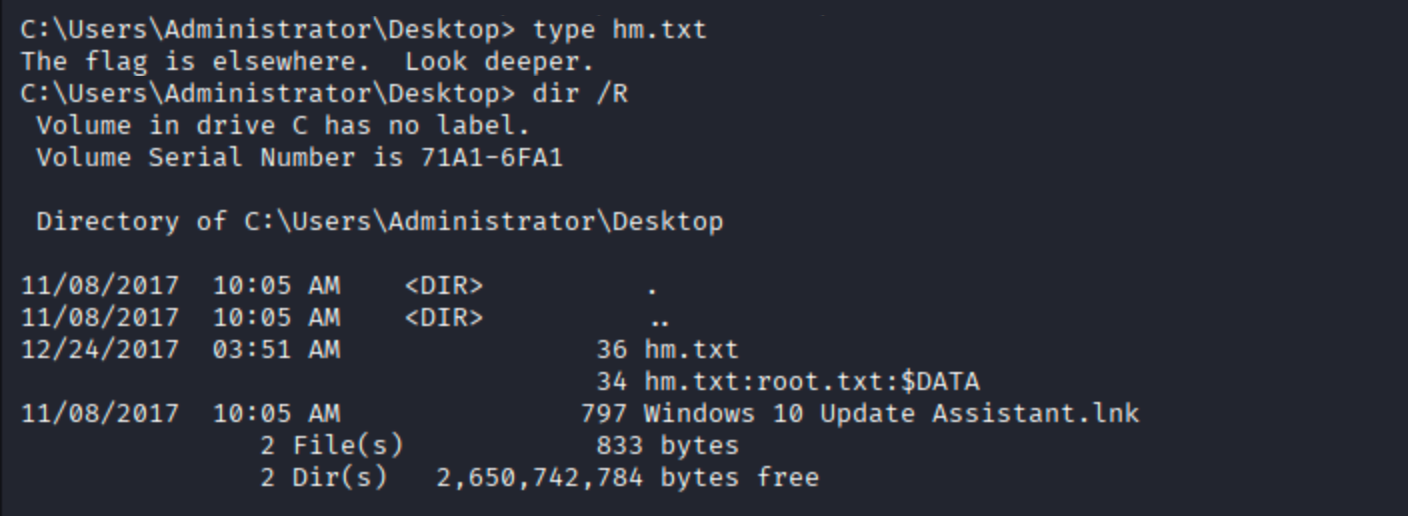 C:\Users\Administrator\Desktop> type hm.txt
The flag is elsewhere.  Look deeper.
C:\Users\Administrator\Desktop> dir /R
 Volume in drive C has no label.
 Volume Serial Number is 71A1-6FA1

 Directory of C:\Users\Administrator\Desktop

11/08/2017  10:05 AM    <DIR>          .
11/08/2017  10:05 AM    <DIR>          ..
12/24/2017  03:51 AM                36 hm.txt
                                    34 hm.txt:root.txt:$DATA
11/08/2017  10:05 AM               797 Windows 10 Update Assistant.lnk
               2 File(s)            833 bytes
               2 Dir(s)   2,650,742,784 bytes free